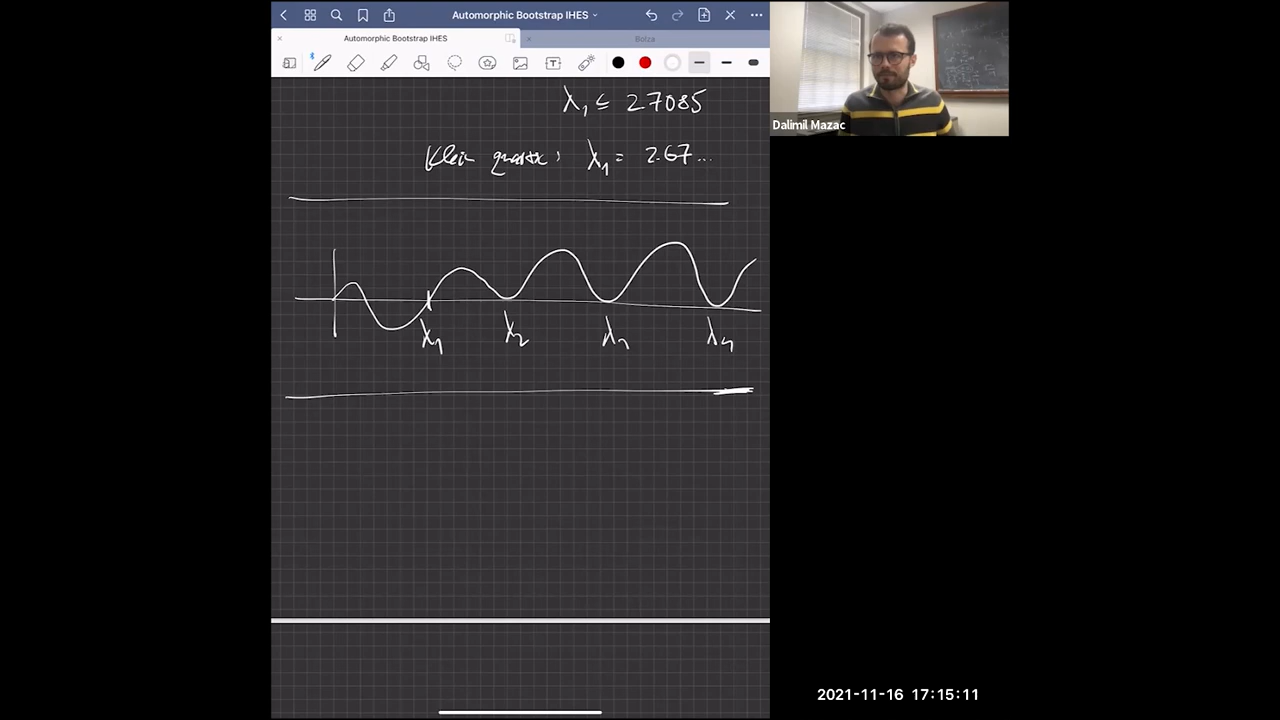 Automorphic Bootstrap IHES
Automorphic Bootstrap IHES
Bolza
λ₁ ≤ 2.7085
Klein quartic: λ₁ = 2.67...
λ₁ λ₂ λ₃ λ₄
Dalimil Mazac
2021-11-16 17:15:11